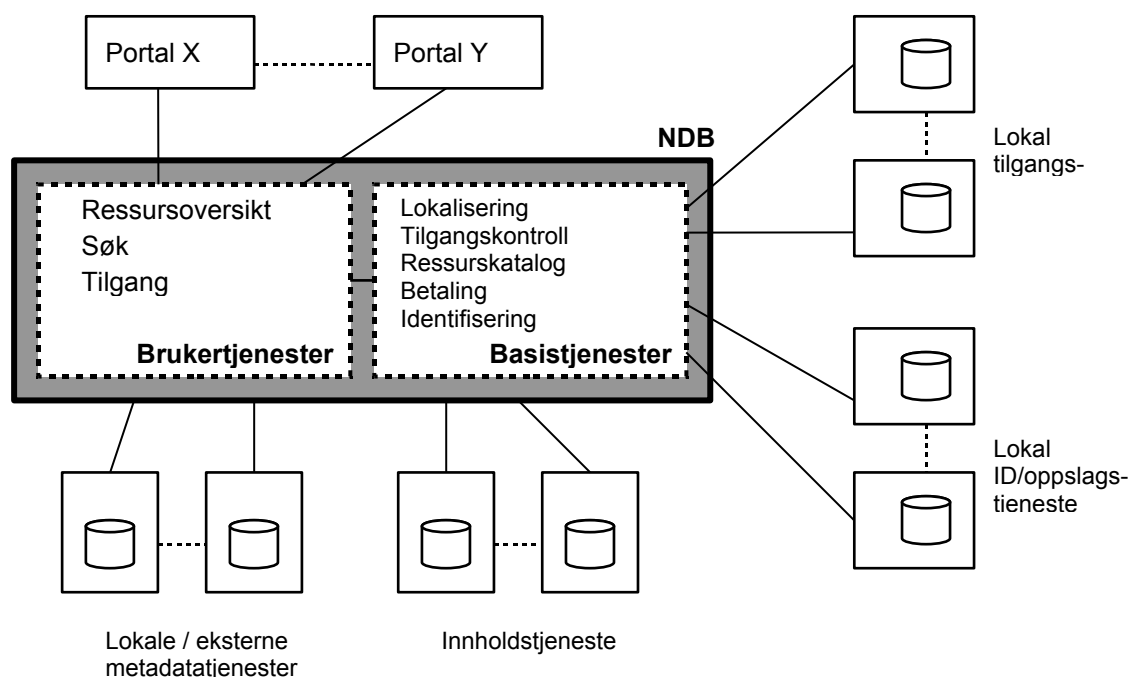 Portal X
Portal Y
NDB
Lokal
tilgangs-
Ressursoversikt
Søk
Tilgang
Brukertjenester
Lokalisering
Tilgangskontroll
Ressurskatalog
Betaling
Identifisering
Basistjenester
Lokal
ID/oppslags-
tieneste
Lokale / eksterne
metadatatjenester
Innholdstjeneste